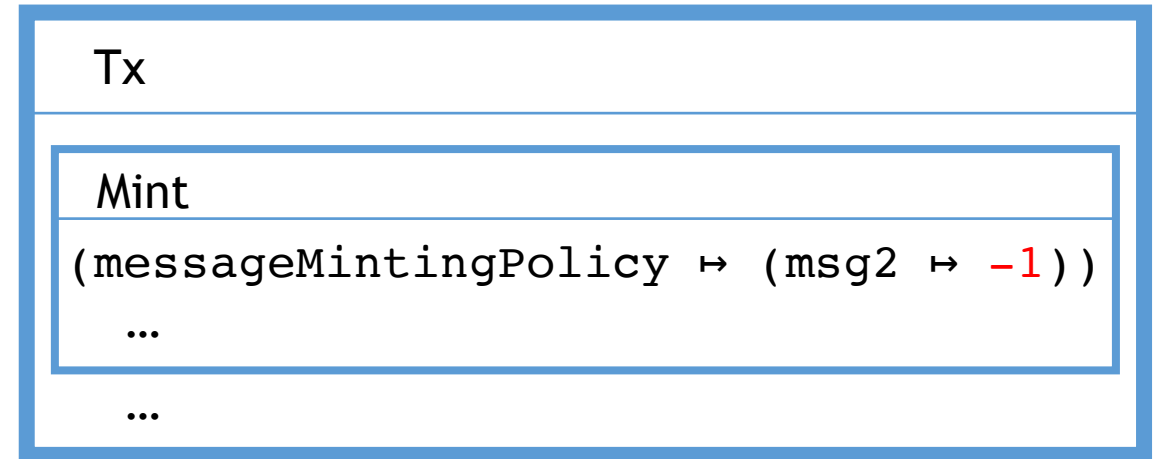 Tx
Mint
(messageMintingPolicy ↦ (msg2 ↦ -1))
…
…